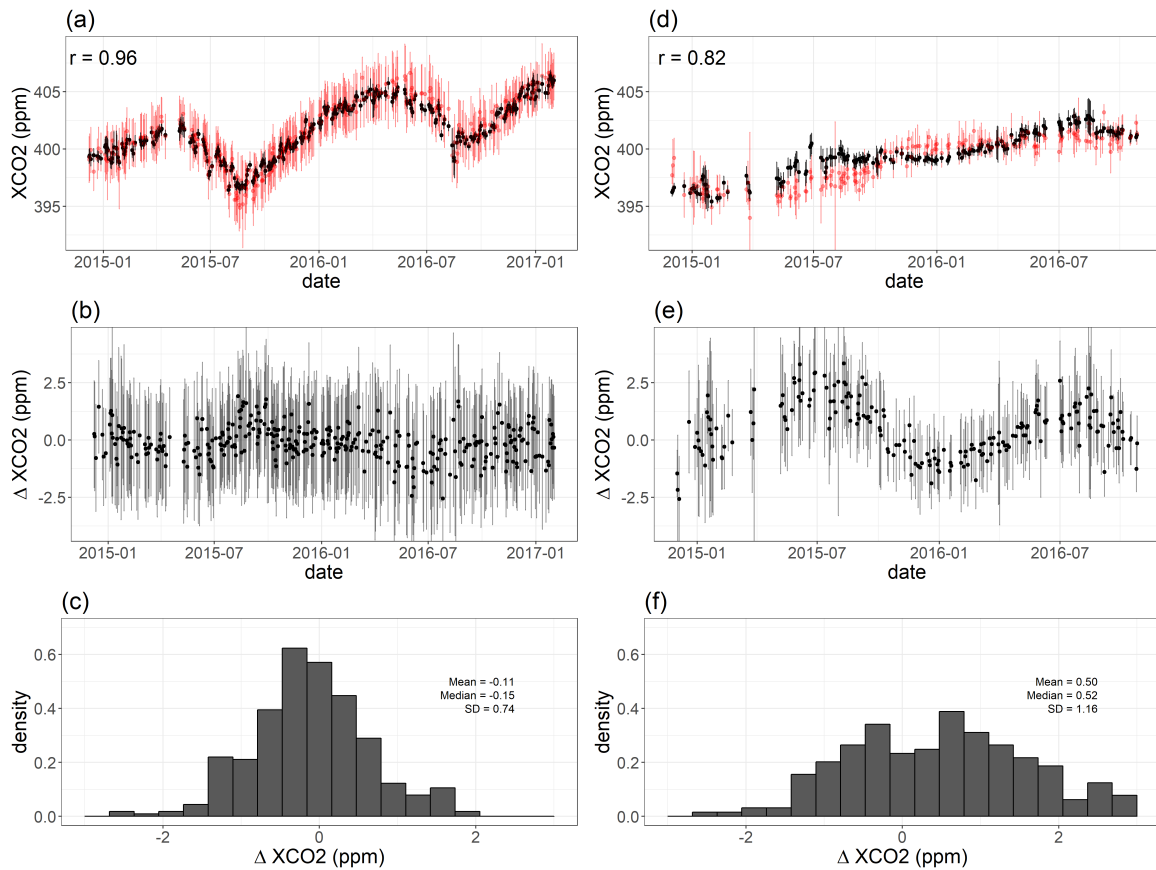 (a)
r = 0.96
XCO2 (ppm)
405
400
395
2015-01
2015-07
2016-01
2016-07
2017-01
date
(d)
r = 0.82
XCO2 (ppm)
405
400
395
2015-01
2015-07
2016-01
2016-07
date
(b)
Δ XCO2 (ppm)
2.5
0.0
-2.5
2015-01
2015-07
2016-01
2016-07
2017-01
date
(e)
Δ XCO2 (ppm)
2.5
0.0
-2.5
2015-01
2015-07
2016-01
2016-07
date
(c)
density
0.6
0.4
0.2
0.0
Mean = -0.11
Median = -0.15
SD = 0.74
-2
0
2
Δ XCO2 (ppm)
(f)
density
0.6
0.4
0.2
0.0
Mean = 0.50
Median = 0.52
SD = 1.16
-2
0
2
Δ XCO2 (ppm)